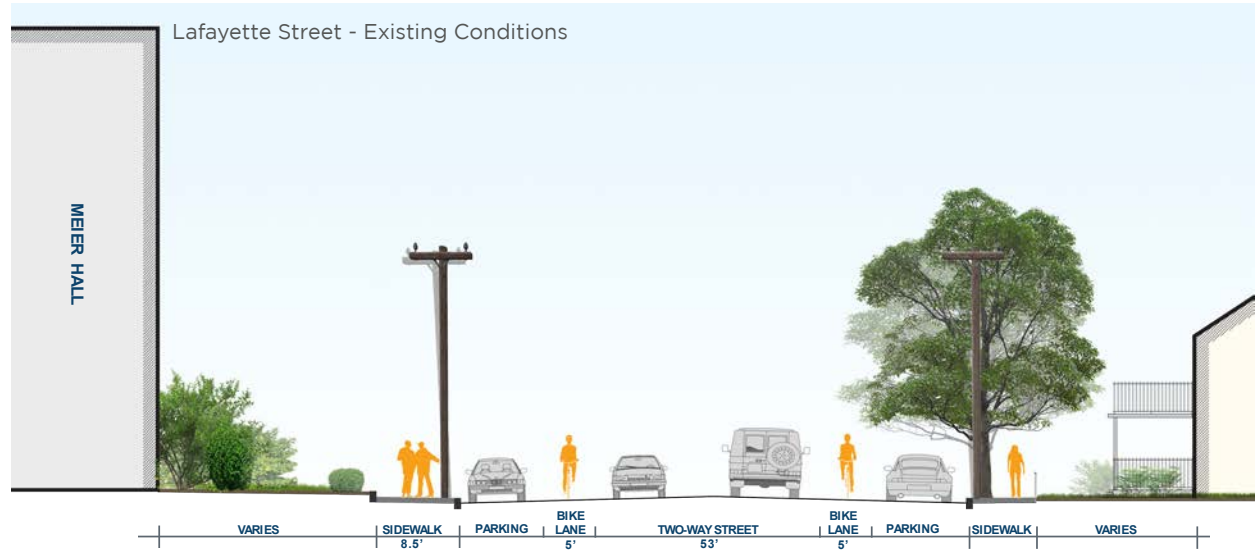 Lafayette Street - Existing Conditions
MEIER HALL
VARIES
SIDEWALK
8.5'
PARKING
BIKE
LANE
5'
TWO-WAY STREET
53'
BIKE
LANE
5'
PARKING
SIDEWALK
VARIES